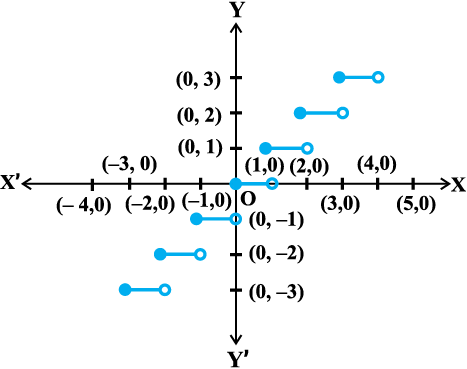 Y
(0, 3)
(0, 2)
(0, 1)
(–3, 0) (1,0) (2,0) (4,0)
X′ X
(– 4,0) (–2,0) (–1,0) O (3,0) (5,0)
(0, –1)
(0, –2)
(0, –3)
Y′